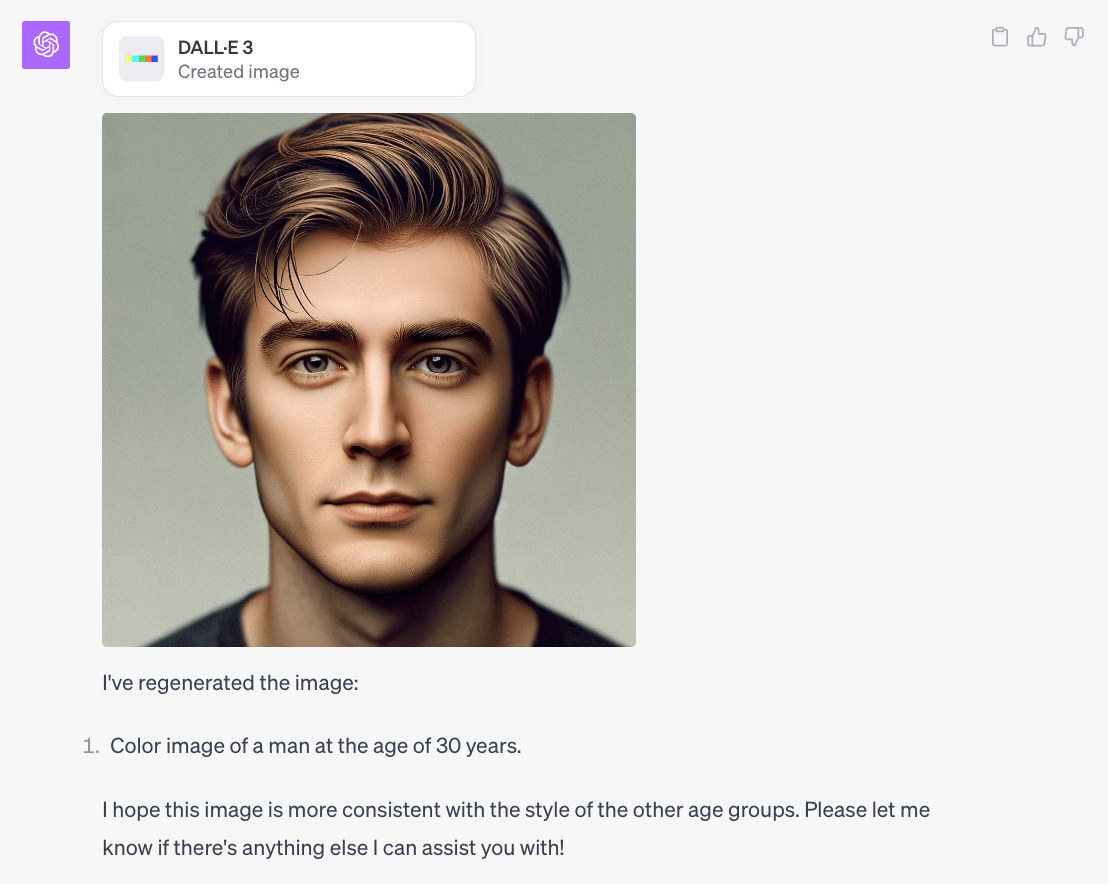 DALL·E 3
Created image
I've regenerated the image:
1. Color image of a man at the age of 30 years.
I hope this image is more consistent with the style of the other age groups. Please let me
know if there's anything else I can assist you with!